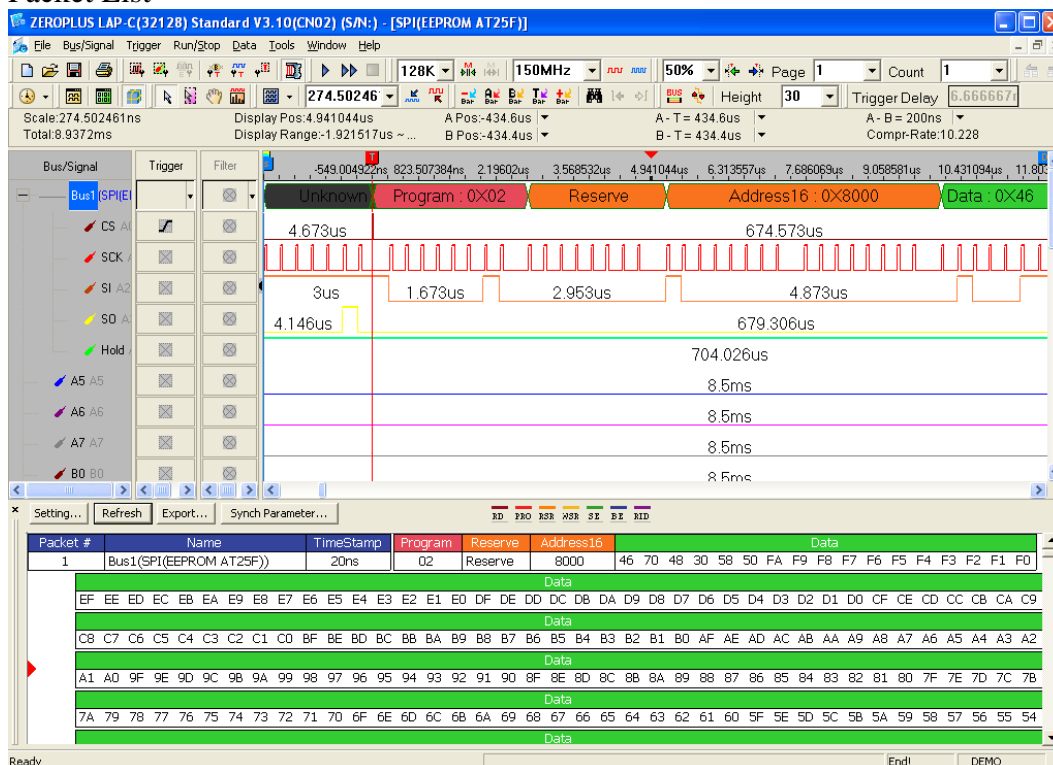 Packet List
ZEROPLUS LAP-C(32128) Standard V3.10(CN02) (S/N:) - [SPI(EEPROM AT25F)]
File Bus/Signal Trigger Run/Stop Data Tools Window Help
128K 150MHz 50% Page 1 Count 1
274.50246 Bar Bar Bar Bar BUS Height 30 Trigger Delay 6.666667
Scale:274.502461ns Display Pos:4.941044us A Pos:-434.6us A - T = 434.6us A - B = 200ns
Total:8.9372ms Display Range:-1.921517us ~... B Pos:-434.4us B - T = 434.4us Compr-Rate:10.228
Bus/Signal Trigger Filter -549.004922ns 823.507384ns 2.19602us 3.568532us 4.941044us 6.313557us 7.686069us 9.058581us 10.431094us 11.803
Bus1 (SPI(EI Unknown Program : 0X02 Reserve Address16 : 0X8000 Data : 0X46
CS A0 4.673us 674.573us
SCK
SI A2 3us 1.673us 2.953us 4.873us
SO 4.146us 679.306us
Hold 704.026us
A5 A5 8.5ms
A6 A6 8.5ms
A7 A7 8.5ms
B0 B0 8.5ms
Setting... Refresh Export... Synch Parameter... RD PRO RSR WSR SE BE RID
Packet # Name TimeStamp Program Reserve Address16 Data
1 Bus1(SPI(EEPROM AT25F)) 20ns 02 Reserve 8000 46 70 48 30 58 50 FA F9 F8 F7 F6 F5 F4 F3 F2 F1 F0
Data
EF EE ED EC EB EA E9 E8 E7 E6 E5 E4 E3 E2 E1 E0 DF DE DD DC DB DA D9 D8 D7 D6 D5 D4 D3 D2 D1 D0 CF CE CD CC CB CA C9
Data
C8 C7 C6 C5 C4 C3 C2 C1 C0 BF BE BD BC BB BA B9 B8 B7 B6 B5 B4 B3 B2 B1 B0 AF AE AD AC AB AA A9 A8 A7 A6 A5 A4 A3 A2
Data
A1 A0 9F 9E 9D 9C 9B 9A 99 98 97 96 95 94 93 92 91 90 8F 8E 8D 8C 8B 8A 89 88 87 86 85 84 83 82 81 80 7F 7E 7D 7C 7B
Data
7A 79 78 77 76 75 74 73 72 71 70 6F 6E 6D 6C 6B 6A 69 68 67 66 65 64 63 62 61 60 5F 5E 5D 5C 5B 5A 59 58 57 56 55 54
Data
Ready End! DEMO